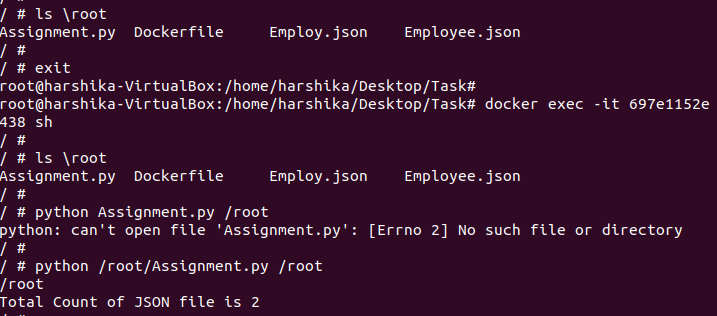 / #
/ # ls \root
Assignment.py  Dockerfile     Employ.json    Employee.json
/ #
/ # exit
root@harshika-VirtualBox:/home/harshika/Desktop/Task#
root@harshika-VirtualBox:/home/harshika/Desktop/Task# docker exec -it 697e1152e
438 sh
/ #
/ # ls \root
Assignment.py  Dockerfile     Employ.json    Employee.json
/ #
/ # python Assignment.py /root
python: can't open file 'Assignment.py': [Errno 2] No such file or directory
/ #
/ # python /root/Assignment.py /root
/root
Total Count of JSON file is 2
/ #